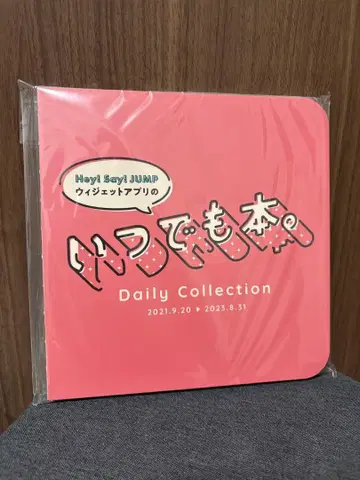 Hey! Say! JUMP
ウィジェットアプリの
いつでも本。
Daily Collection
2021.9.20 ▶ 2023.8.31